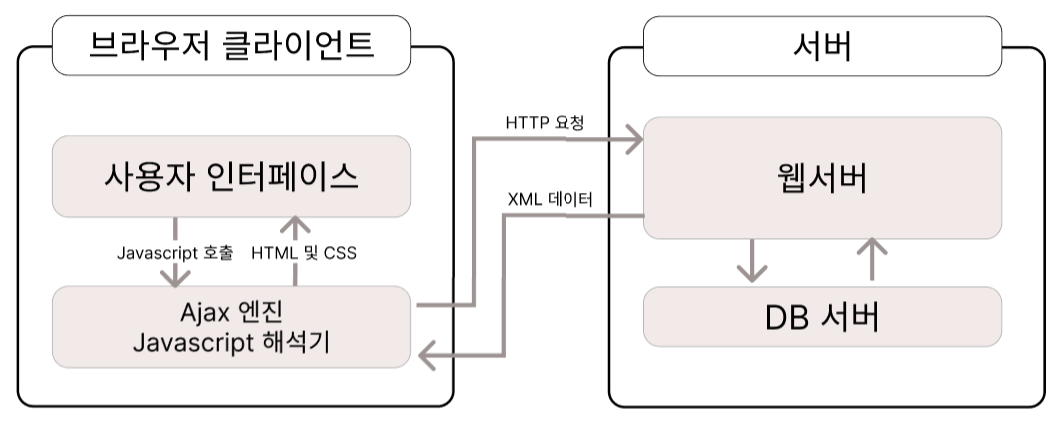 브라우저 클라이언트
사용자 인터페이스
Javascript 호출
HTML 및 CSS
Ajax 엔진
Javascript 해석기
HTTP 요청
XML 데이터
서버
웹서버
DB 서버